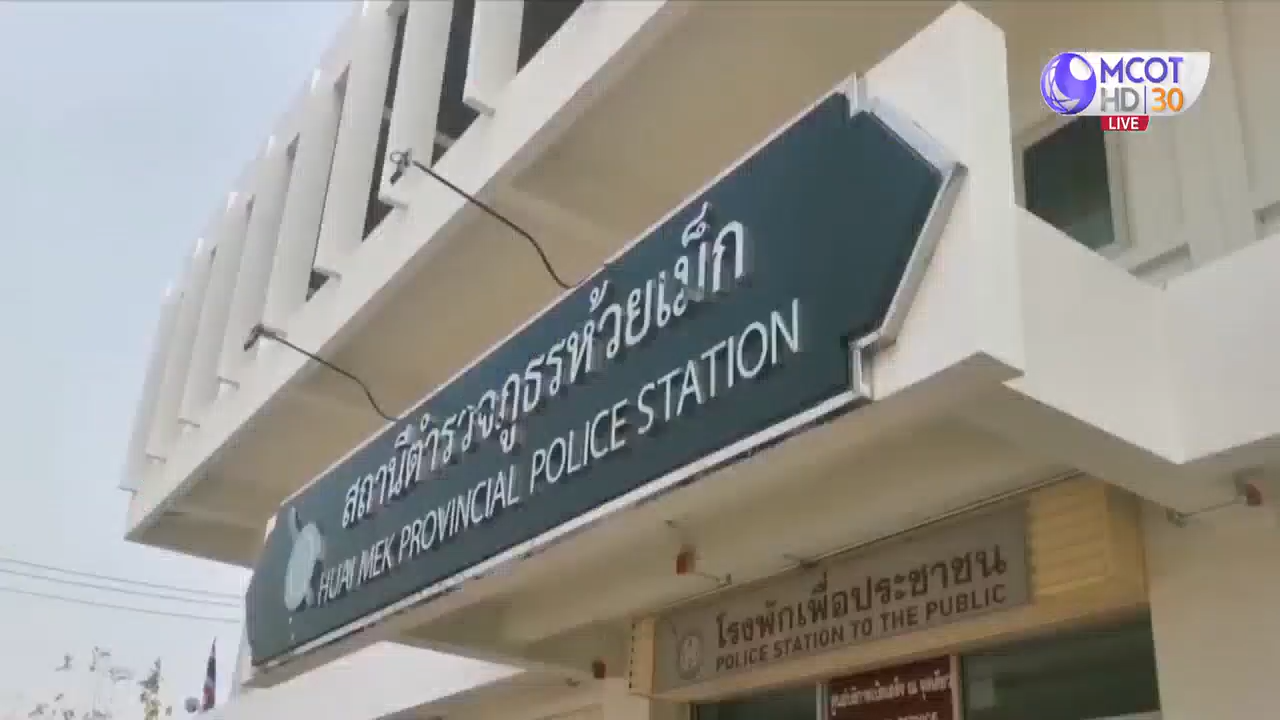 MCOT
HD 30
LIVE
สถานีตำรวจภูธรห้วยเม็ก
HUAI MEK PROVINCIAL POLICE STATION
โรงพักเพื่อประชาชน
POLICE STATION TO THE PUBLIC